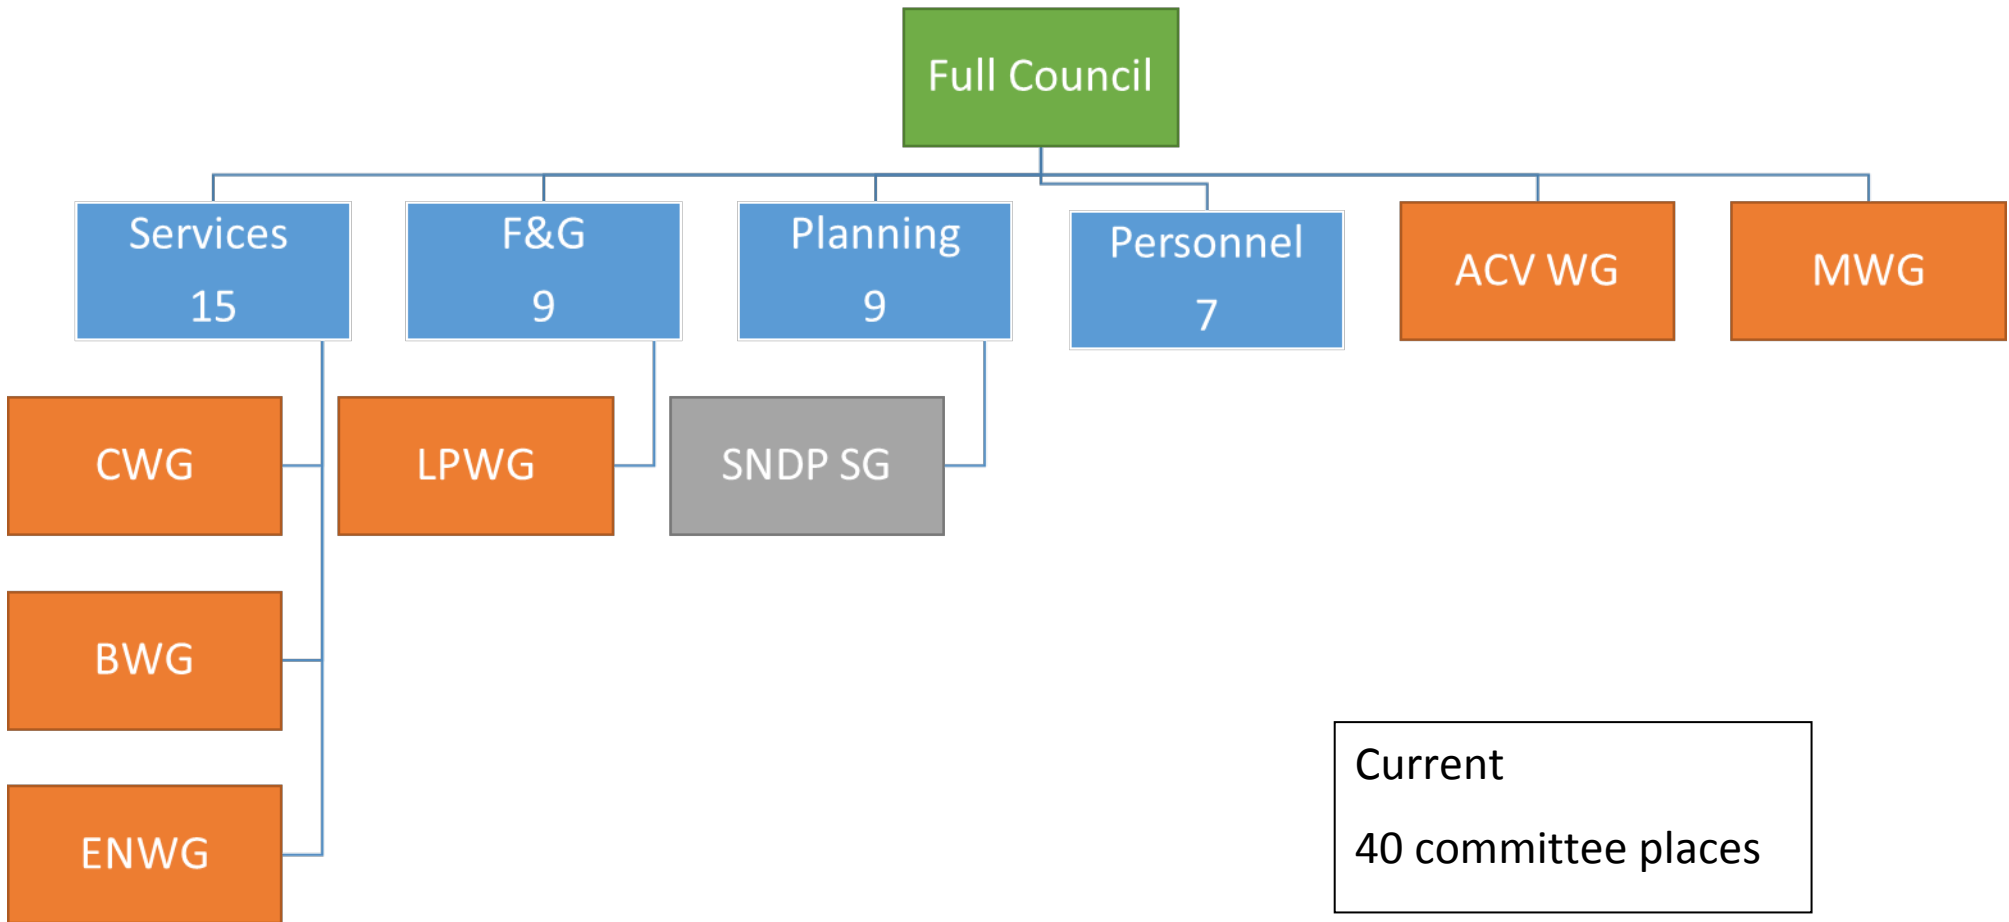 Full Council
Services
15
F&G
9
Planning
9
Personnel
7
ACV WG
MWG
CWG
LPWG
SNDP SG
BWG
ENWG
Current
40 committee places